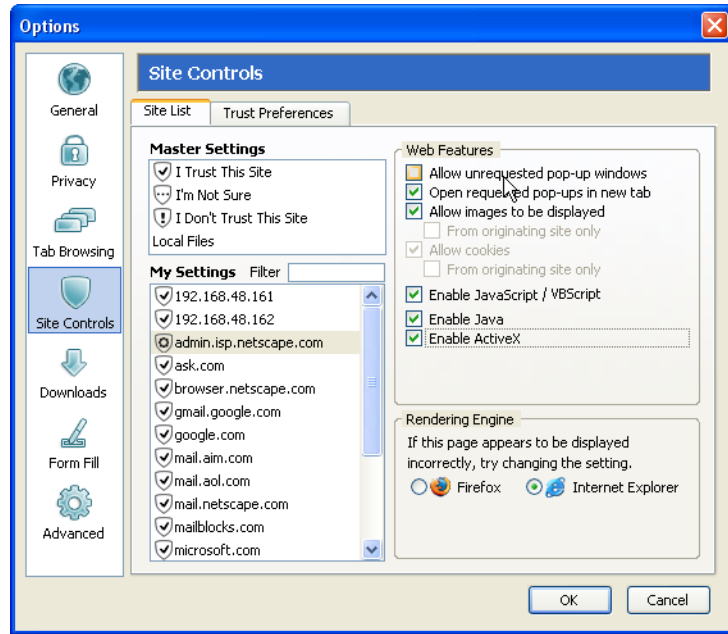 Options
General
Privacy
Tab Browsing
Site Controls
Downloads
Form Fill
Advanced
Site Controls
Site List
Trust Preferences
Master Settings
I Trust This Site
I'm Not Sure
I Don't Trust This Site
Local Files
My Settings Filter
192.168.48.161
192.168.48.162
admin.isp.netscape.com
ask.com
browser.netscape.com
gmail.google.com
google.com
mail.aim.com
mail.aol.com
mail.netscape.com
mailblocks.com
microsoft.com
Web Features
Allow unrequested pop-up windows
Open requested pop-ups in new tab
Allow images to be displayed
From originating site only
Allow cookies
From originating site only
Enable JavaScript / VBScript
Enable Java
Enable ActiveX
Rendering Engine
If this page appears to be displayed
incorrectly, try changing the setting.
Firefox Internet Explorer
OK Cancel